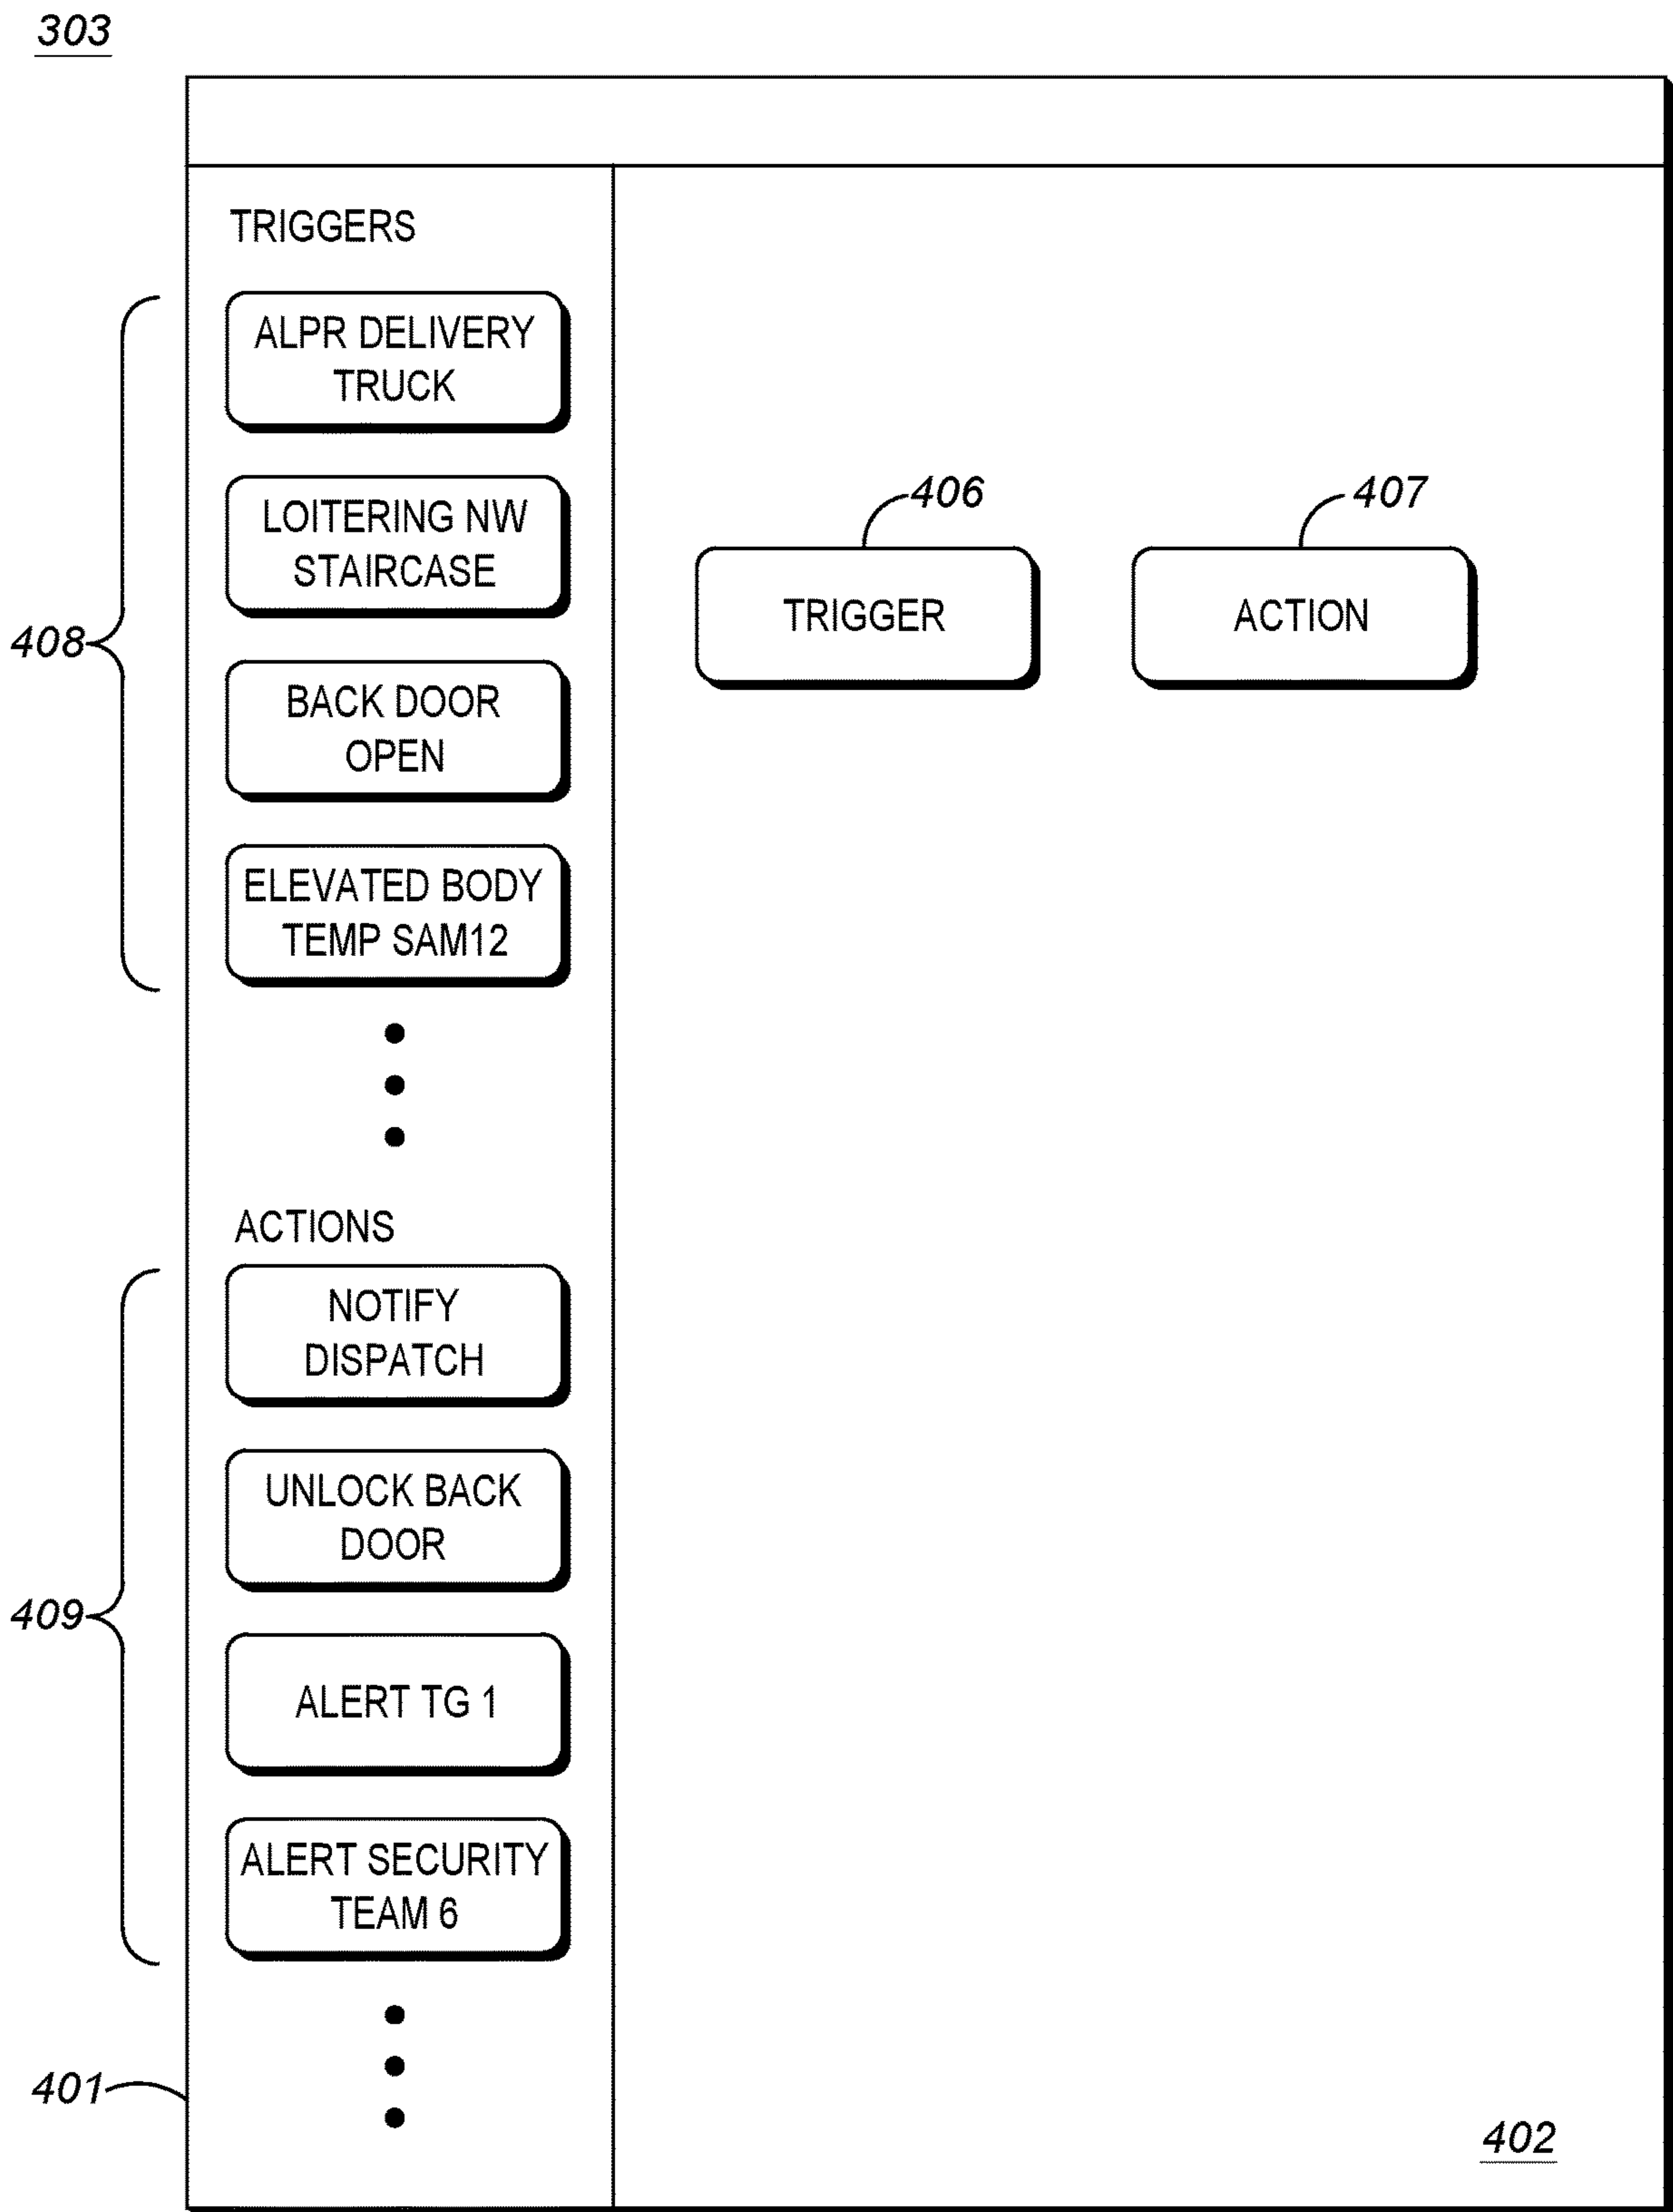 303
TRIGGERS
ALPR DELIVERY
TRUCK
LOITERING NW
STAIRCASE
BACK DOOR
OPEN
ELEVATED BODY
TEMP SAM12
408
406
407
TRIGGER
ACTION
ACTIONS
NOTIFY
DISPATCH
UNLOCK BACK
DOOR
ALERT TG 1
ALERT SECURITY
TEAM 6
409
401
402